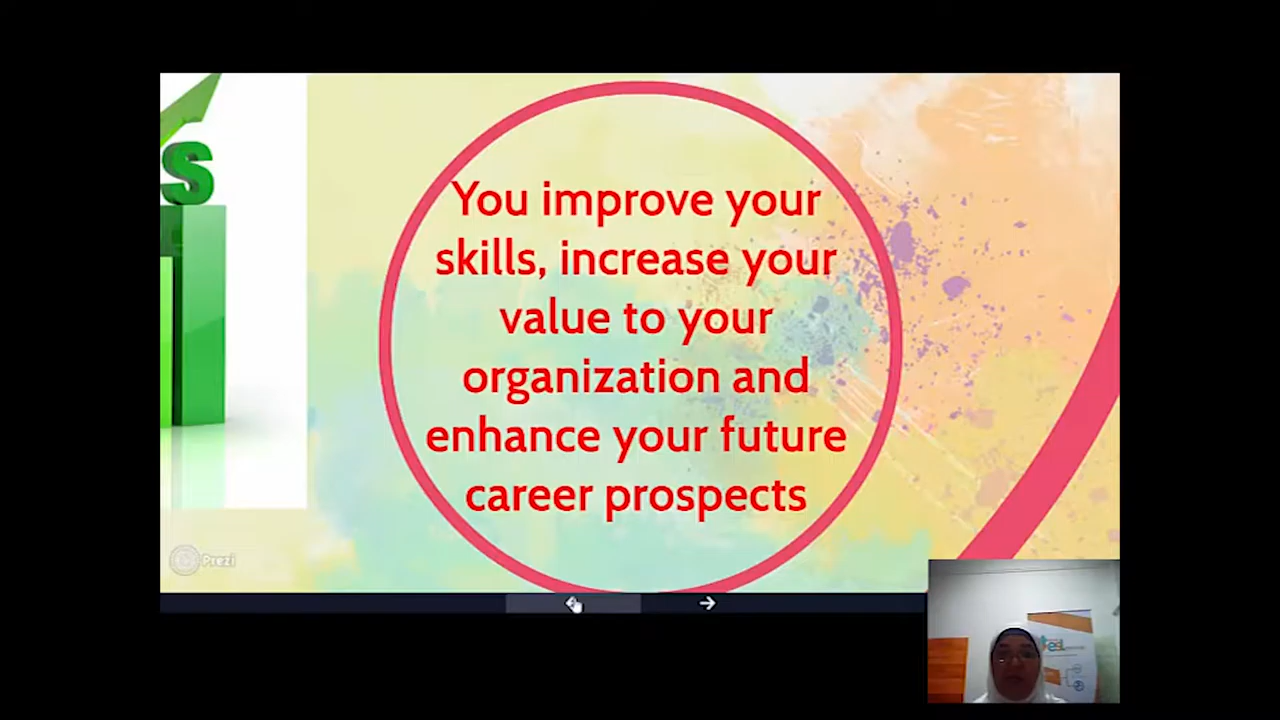 S
You improve your
skills, increase your
value to your
organization and
enhance your future
career prospects
Prezi